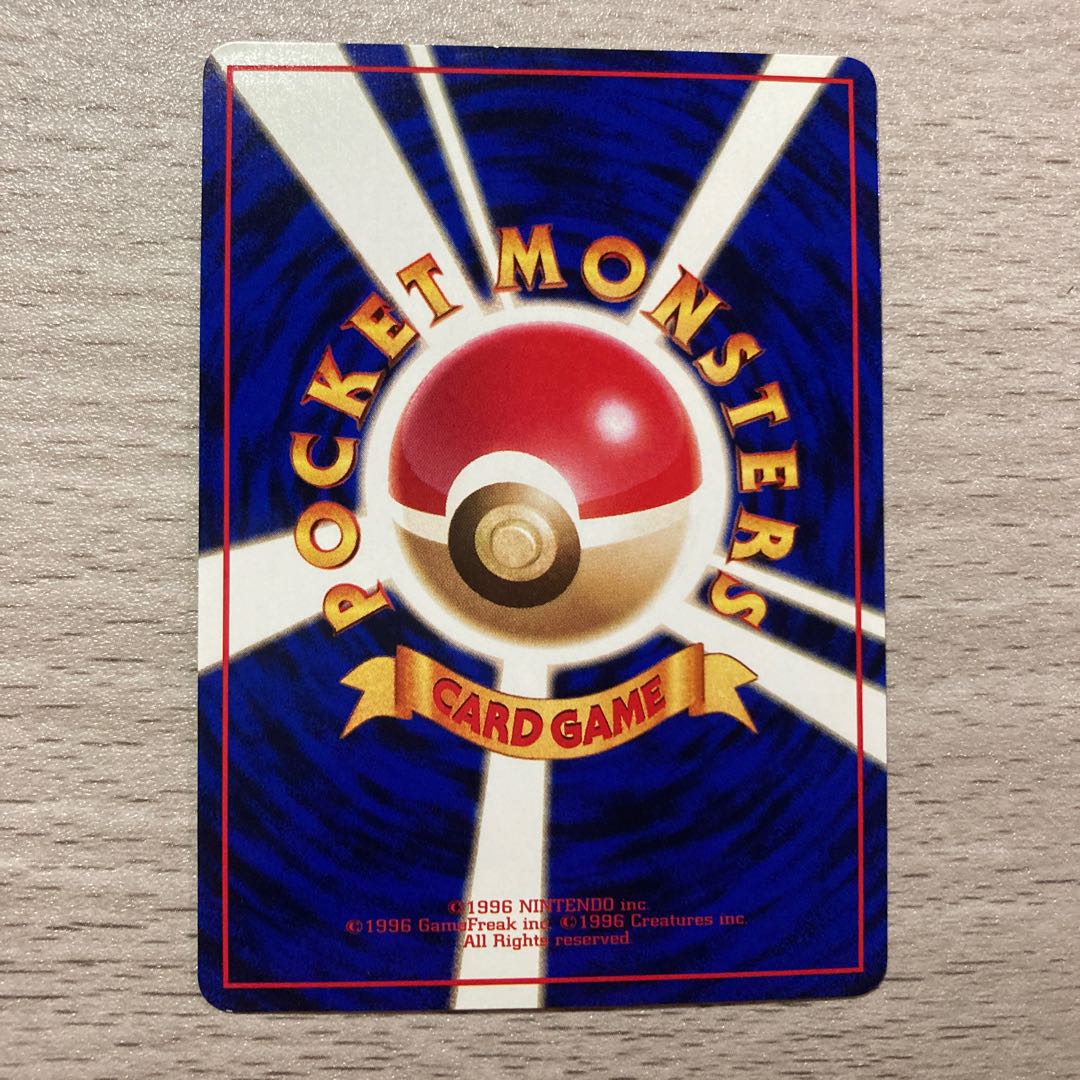 POCKET MONSTERS
CARD GAME
©1996 NINTENDO inc.
©1996 GameFreak inc. ©1996 Creatures inc.
All Rights reserved.